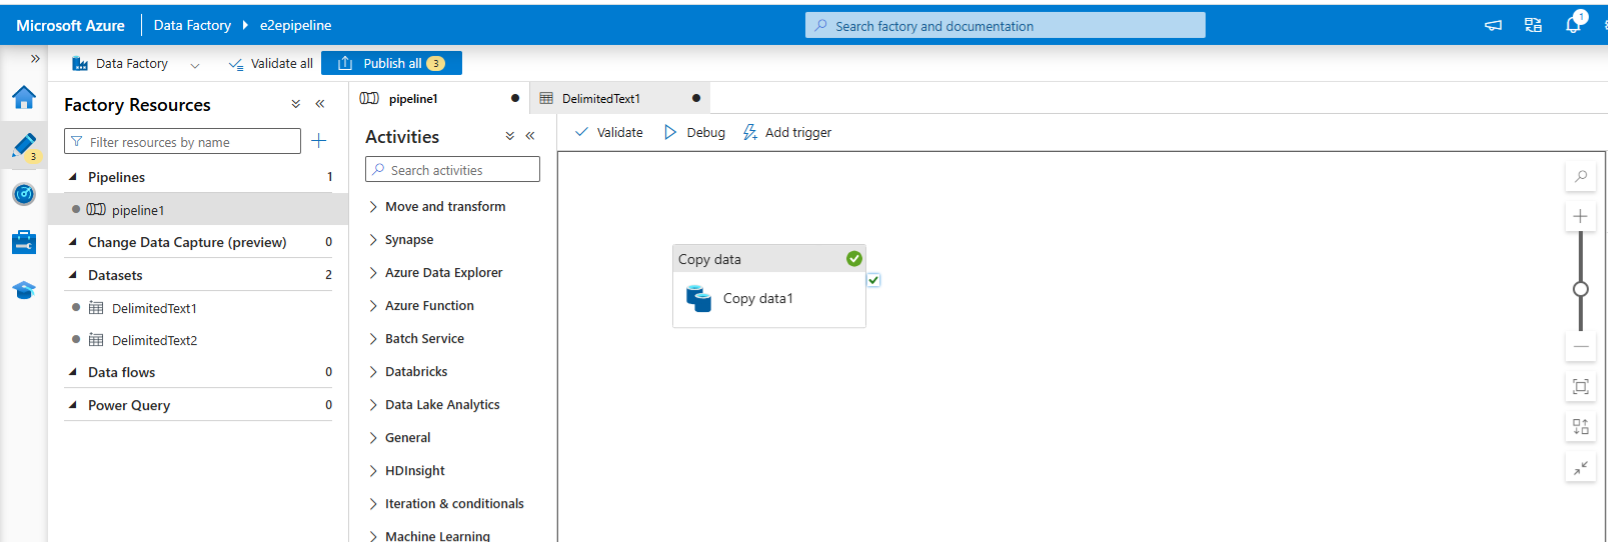 Microsoft Azure
Data Factory
e2epipeline
Search factory and documentation
1
Data Factory
Validate all
Publish all 3
Factory Resources
Filter resources by name
3
Pipelines 1
pipeline1
Change Data Capture (preview) 0
Datasets 2
DelimitedText1
DelimitedText2
Data flows 0
Power Query 0
pipeline1
DelimitedText1
Activities
Search activities
Move and transform
Synapse
Azure Data Explorer
Azure Function
Batch Service
Databricks
Data Lake Analytics
General
HDInsight
Iteration & conditionals
Machine Learning
Validate
Debug
Add trigger
Copy data
Copy data1